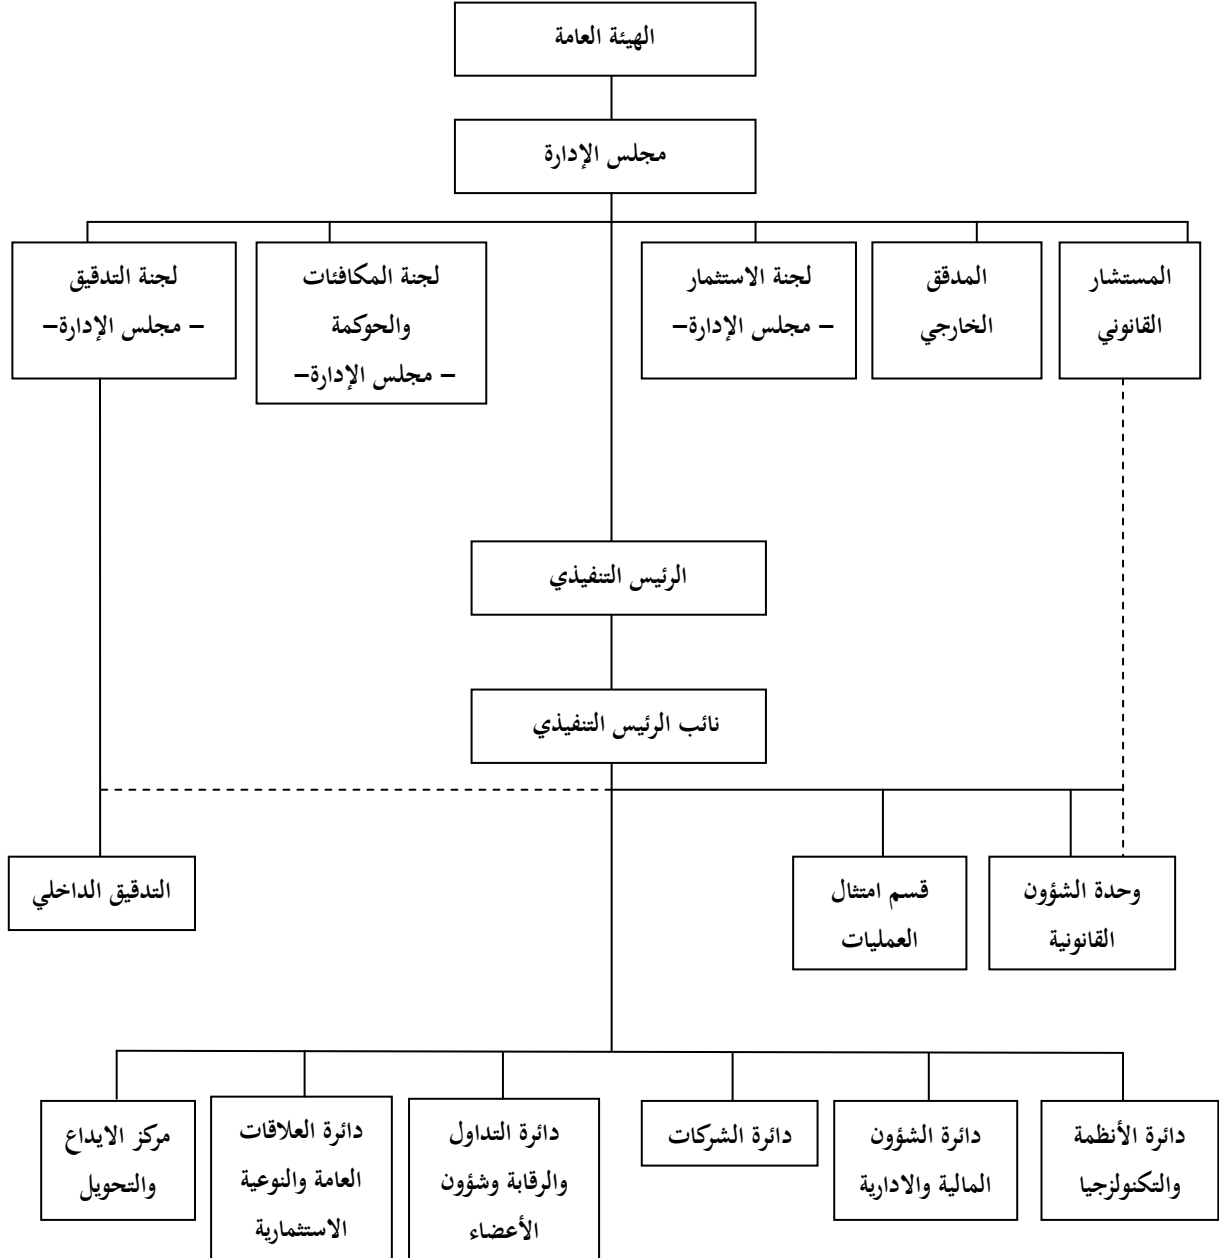 الهيئة العامة
مجلس الإدارة
المستشار
القانوني
المدقق
الخارجي
لجنة الاستثمار
– مجلس الإدارة–
لجنة المكافئات
والحوكمة
– مجلس الإدارة–
لجنة التدقيق
– مجلس الإدارة–
الرئيس التنفيذي
نائب الرئيس التنفيذي
وحدة الشؤون
القانونية
قسم امتثال
العمليات
التدقيق الداخلي
دائرة الأنظمة
والتكنولزجيا
دائرة الشؤون
المالية والادارية
دائرة الشركات
دائرة التداول
والرقابة وشؤون
الأعضاء
دائرة العلاقات
العامة والنوعية
الاستثمارية
مركز الايداع
والتحويل